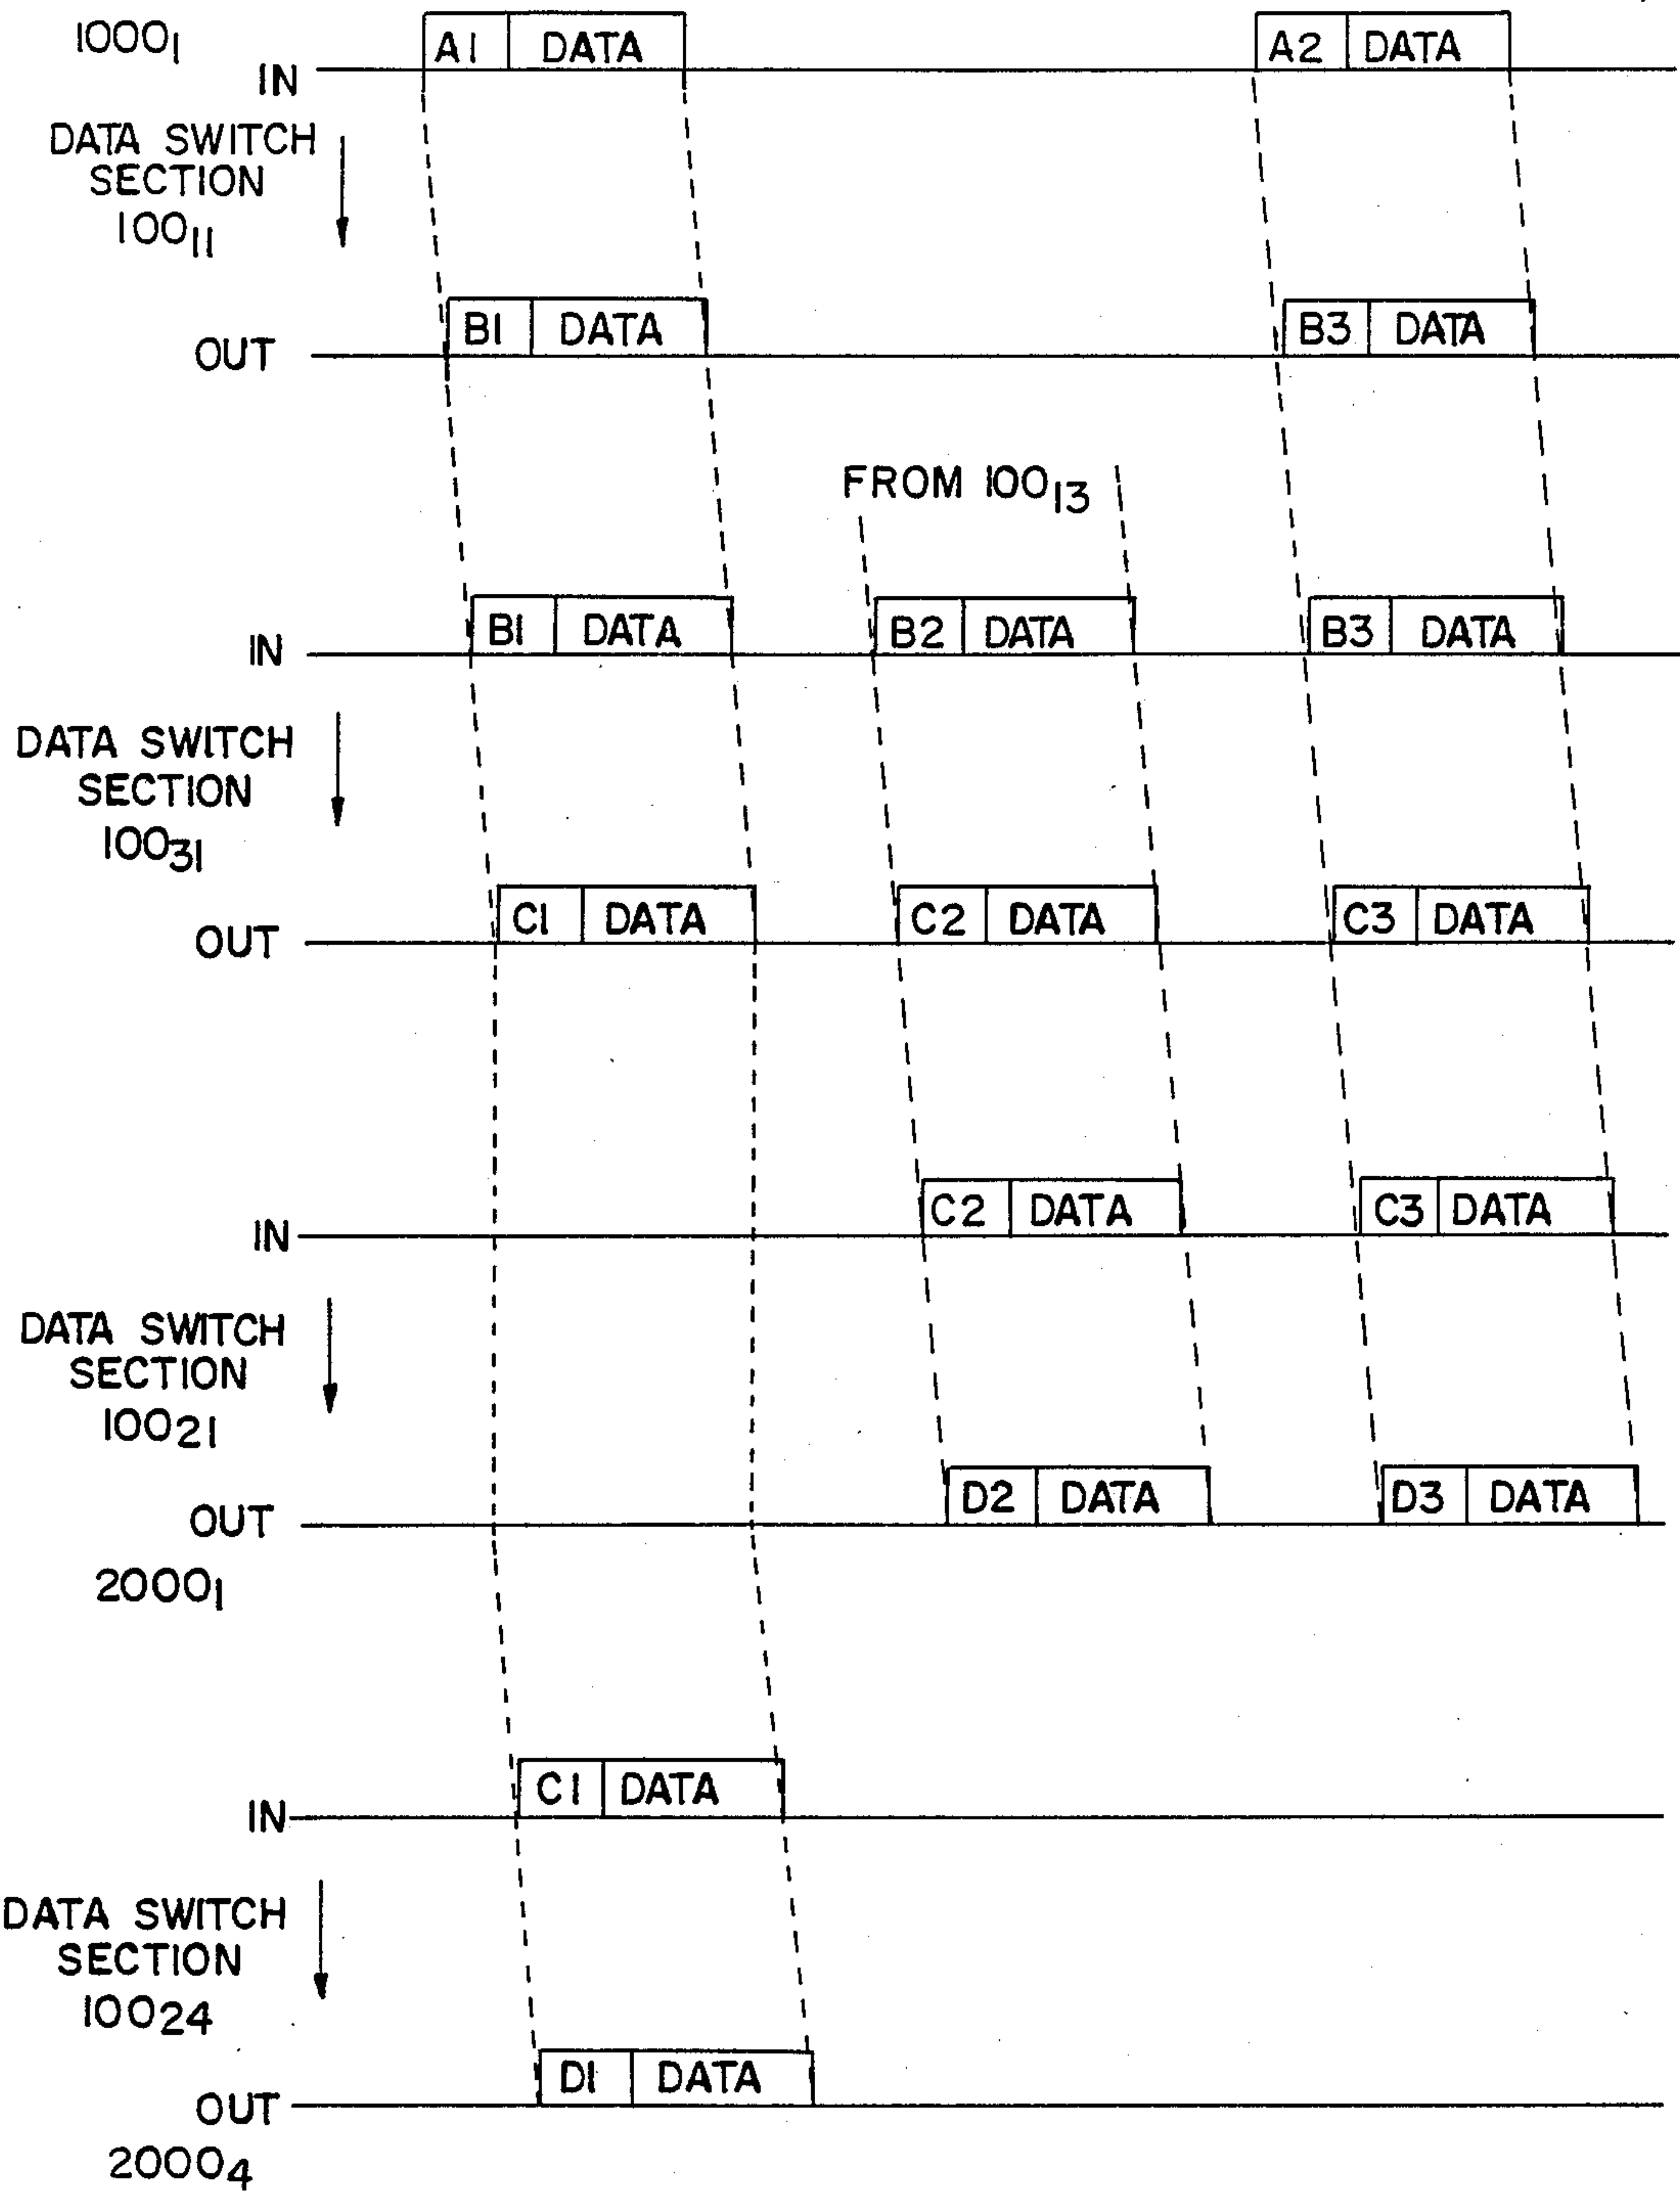 1000₁
A1 DATA A2 DATA
IN
DATA SWITCH
SECTION
100₁₁
B1 DATA B3 DATA
OUT
FROM 100₁₃
B1 DATA B2 DATA B3 DATA
IN
DATA SWITCH
SECTION
100₃₁
C1 DATA C2 DATA C3 DATA
OUT
C2 DATA C3 DATA
IN
DATA SWITCH
SECTION
100₂₁
D2 DATA D3 DATA
OUT
2000₁
C1 DATA
IN
DATA SWITCH
SECTION
100₂₄
D1 DATA
OUT
2000₄